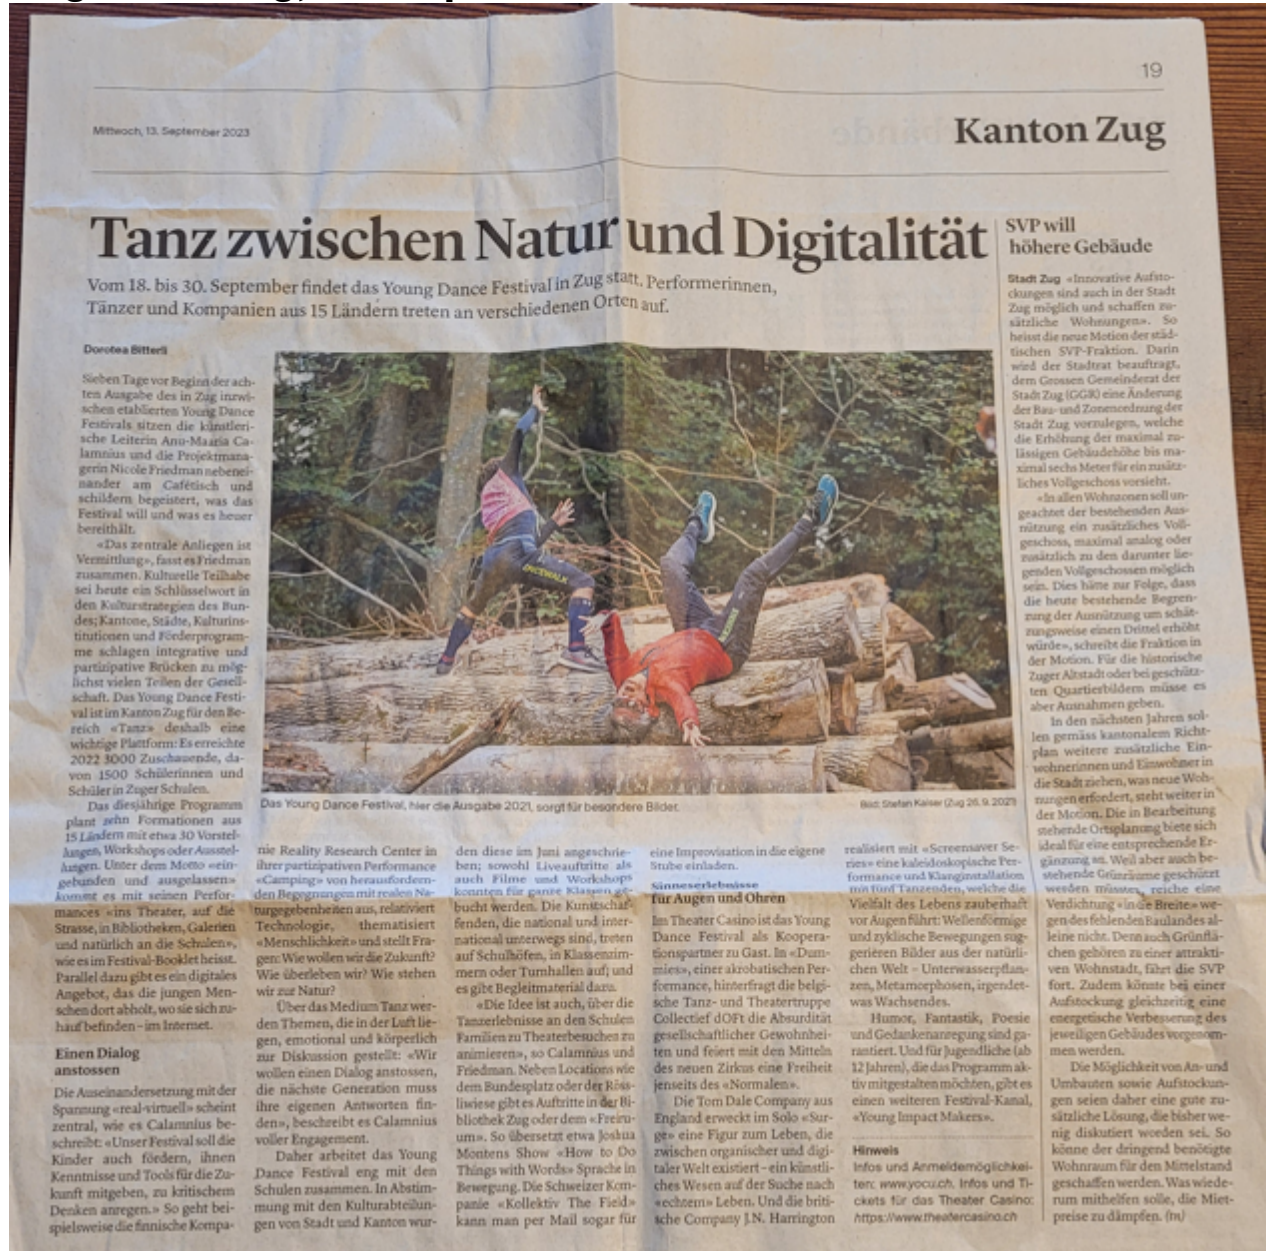 19
Mittwoch, 13. September 2023
Kanton Zug
Tanz zwischen Natur und Digitalität
Vom 18. bis 30. September findet das Young Dance Festival in Zug statt. Performerinnen,
Tänzer und Kompanien aus 15 Ländern treten an verschiedenen Orten auf.
Dorotea Bitterli
Sieben Tage vor Beginn der ach-
ten Ausgabe des in Zug inzwi-
schen etablierten Young Dance
Festivals sitzen die künstleri-
sche Leiterin Anu-Maaria Ca-
lamnius und die Projektmana-
gerin Nicole Friedman nebenei-
nander am Cafétisch und
schildern begeistert, was das
Festival will und was es heuer
bereithält.
«Das zentrale Anliegen ist
Vermittlung», fasst es Friedman
zusammen. Kulturelle Teilhabe
sei heute ein Schlüsselwort in
den Kulturstrategien des Bun-
des; Kantone, Städte, Kulturins-
titutionen und Förderprogram-
me schlagen integrative und
partizipative Brücken zu mög-
lichst vielen Teilen der Gesell-
schaft. Das Young Dance Festi-
val ist im Kanton Zug für den Be-
reich «Tanz» deshalb eine
wichtige Plattform: Es erreichte
2022 3000 Zuschauende, da-
von 1500 Schülerinnen und
Schüler in Zuger Schulen.
Das diesjährige Programm
plant zehn Formationen aus
15 Ländern mit etwa 30 Vorstel-
lungen, Workshops oder Ausstel-
lungen. Unter dem Motto «ein-
gebunden und ausgelassen»
kommt es mit seinen Perfor-
mances «ins Theater, auf die
Strasse, in Bibliotheken, Galerien
und natürlich an die Schulen»,
wie es im Festival-Booklet heisst.
Parallel dazu gibt es ein digitales
Angebot, das die jungen Men-
schen dort abholt, wo sie sich zu-
hauf befinden – im Internet.
Einen Dialog
anstossen
Die Auseinandersetzung mit der
Spannung «real-virtuell» scheint
zentral, wie es Calamnius be-
schreibt: «Unser Festival soll die
Kinder auch fördern, ihnen
Kenntnisse und Tools für die Zu-
kunft mitgeben, zu kritischem
Denken anregen.» So geht bei-
spielsweise die finnische Kompa-
DANCEWALK
Das Young Dance Festival, hier die Ausgabe 2021, sorgt für besondere Bilder.
Bild: Stefan Kaiser (Zug 26.9.2021)
nie Reality Research Center in
ihrer partizipativen Performance
«Camping» von herausfordern-
den Begegnungen mit realen Na-
turgegebenheiten aus, relativiert
Technologie, thematisiert
«Menschlichkeit» und stellt Fra-
gen: Wie wollen wir die Zukunft?
Wie überleben wir? Wie stehen
wir zur Natur?
Über das Medium Tanz wer-
den Themen, die in der Luft lie-
gen, emotional und körperlich
zur Diskussion gestellt: «Wir
wollen einen Dialog anstossen,
die nächste Generation muss
ihre eigenen Antworten fin-
den», beschreibt es Calamnius
voller Engagement.
Daher arbeitet das Young
Dance Festival eng mit den
Schulen zusammen. In Abstim-
mung mit den Kulturabteilun-
gen von Stadt und Kanton wur-
den diese im Juni angeschrie-
ben; sowohl Liveauftritte als
auch Filme und Workshops
konnten für ganze Klassen ge-
bucht werden. Die Kunstschaf-
fenden, die national und inter-
national unterwegs sind, treten
auf Schulhöfen, in Klassenzim-
mern oder Turnhallen auf; und
es gibt Begleitmaterial dazu.
«Die Idee ist auch, über die
Tanzerlebnisse an den Schulen
Familien zu Theaterbesuchen zu
animieren», so Calamnius und
Friedman. Neben Locations wie
dem Bundesplatz oder der Röss-
liwiese gibt es Auftritte in der Bi-
bliothek Zug oder dem «Freiru-
um». So übersetzt etwa Joshua
Montens Show «How to Do
Things with Words» Sprache in
Bewegung. Die Schweizer Kom-
panie «Kollektiv The Field»
kann man per Mail sogar für
eine Improvisation in die eigene
Stube einladen.
Sinneserlebnisse
für Augen und Ohren
Im Theater Casino ist das Young
Dance Festival als Koopera-
tionspartner zu Gast. In «Dum-
mies», einer akrobatischen Per-
formance, hinterfragt die belgi-
sche Tanz- und Theatertruppe
Collectief dOFt die Absurdität
gesellschaftlicher Gewohnhei-
ten und feiert mit den Mitteln
des neuen Zirkus eine Freiheit
jenseits des «Normalen».
Die Tom Dale Company aus
England erweckt im Solo «Sur-
ge» eine Figur zum Leben, die
zwischen organischer und digi-
taler Welt existiert – ein künstli-
ches Wesen auf der Suche nach
«echtem» Leben. Und die briti-
sche Company J.N. Harrington
realisiert mit «Screensaver Se-
ries» eine kaleidoskopische Per-
formance und Klanginstallation
mit fünf Tanzenden, welche die
Vielfalt des Lebens zauberhaft
vor Augen führt: Wellenförmige
und zyklische Bewegungen sug-
gerieren Bilder aus der natürli-
chen Welt – Unterwasserpflan-
zen, Metamorphosen, irgendet-
was Wachsendes.
Humor, Fantastik, Poesie
und Gedankenanregung sind ga-
rantiert. Und für Jugendliche (ab
12 Jahren), die das Programm ak-
tiv mitgestalten möchten, gibt es
einen weiteren Festival-Kanal,
«Young Impact Makers».
Hinweis
Infos und Anmeldemöglichkei-
ten: www.yocu.ch. Infos und Ti-
ckets für das Theater Casino:
https://www.theatercasino.ch
SVP will
höhere Gebäude
Stadt Zug «Innovative Aufsto-
ckungen sind auch in der Stadt
Zug möglich und schaffen zu-
sätzliche Wohnungen». So
heisst die neue Motion der städ-
tischen SVP-Fraktion. Darin
wird der Stadtrat beauftragt,
dem Grossen Gemeinderat der
Stadt Zug (GGR) eine Änderung
der Bau- und Zonenordnung der
Stadt Zug vorzulegen, welche
die Erhöhung der maximal zu-
lässigen Gebäudehöhe bis ma-
ximal sechs Meter für ein zusätz-
liches Vollgeschoss vorsieht.
«In allen Wohnzonen soll un-
geachtet der bestehenden Aus-
nützung ein zusätzliches Voll-
geschoss, maximal analog oder
zusätzlich zu den darunter lie-
genden Vollgeschossen möglich
sein. Dies hätte zur Folge, dass
die heute bestehende Begren-
zung der Ausnützung um schät-
zungsweise einen Drittel erhöht
würde», schreibt die Fraktion in
der Motion. Für die historische
Zuger Altstadt oder bei geschütz-
ten Quartierbildern müsse es
aber Ausnahmen geben.
In den nächsten Jahren sol-
len gemäss kantonalem Richt-
plan weitere zusätzliche Ein-
wohnerinnen und Einwohner in
die Stadt ziehen, was neue Woh-
nungen erfordert, steht weiter in
der Motion. Die in Bearbeitung
stehende Ortsplanung biete sich
ideal für eine entsprechende Er-
gänzung an. Weil aber auch be-
stehende Grünräume geschützt
werden müssten, reiche eine
Verdichtung «in die Breite» we-
gen des fehlenden Baulandes al-
leine nicht. Denn auch Grünflä-
chen gehören zu einer attrakti-
ven Wohnstadt, fährt die SVP
fort. Zudem könnte bei einer
Aufstockung gleichzeitig eine
energetische Verbesserung des
jeweiligen Gebäudes vorgenom-
men werden.
Die Möglichkeit von An- und
Umbauten sowie Aufstockun-
gen seien daher eine gute zu-
sätzliche Lösung, die bisher we-
nig diskutiert worden sei. So
könne der dringend benötigte
Wohnraum für den Mittelstand
geschaffen werden. Was wiede-
rum mithelfen solle, die Miet-
preise zu dämpfen. (rn)